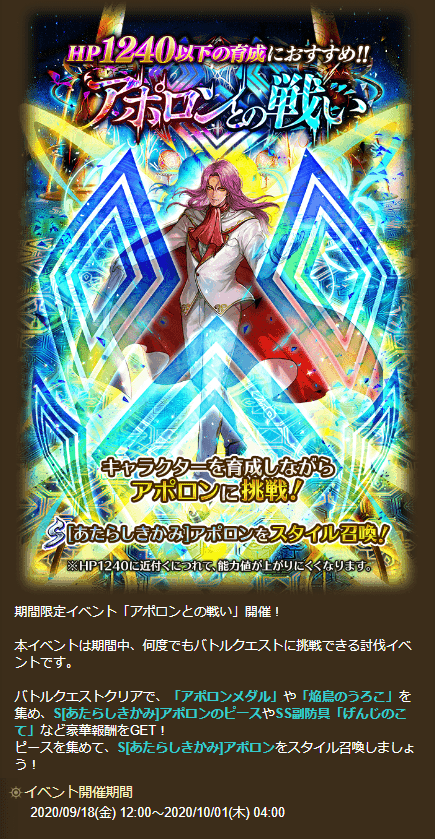 HP1240以下の育成におすすめ!!
アポロンとの戦い
キャラクターを育成しながら
アポロンに挑戦!
S[あたらしきかみ]アポロンをスタイル召喚!
※HP1240に近付くにつれて、能力値が上がりにくくなります。
期間限定イベント「アポロンとの戦い」開催！
本イベントは期間中、何度でもバトルクエストに挑戦できる討伐イベ
ントです。
バトルクエストクリアで、「アポロンメダル」や「焔鳥のうろこ」を
集め、S[あたらしきかみ]アポロンのピースやSS副防具「げんじのこ
て」など豪華報酬をGET！
ピースを集めて、S[あたらしきかみ]アポロンをスタイル召喚しましょ
う！
イベント開催期間
2020/09/18(金) 12:00～2020/10/01(木) 04:00